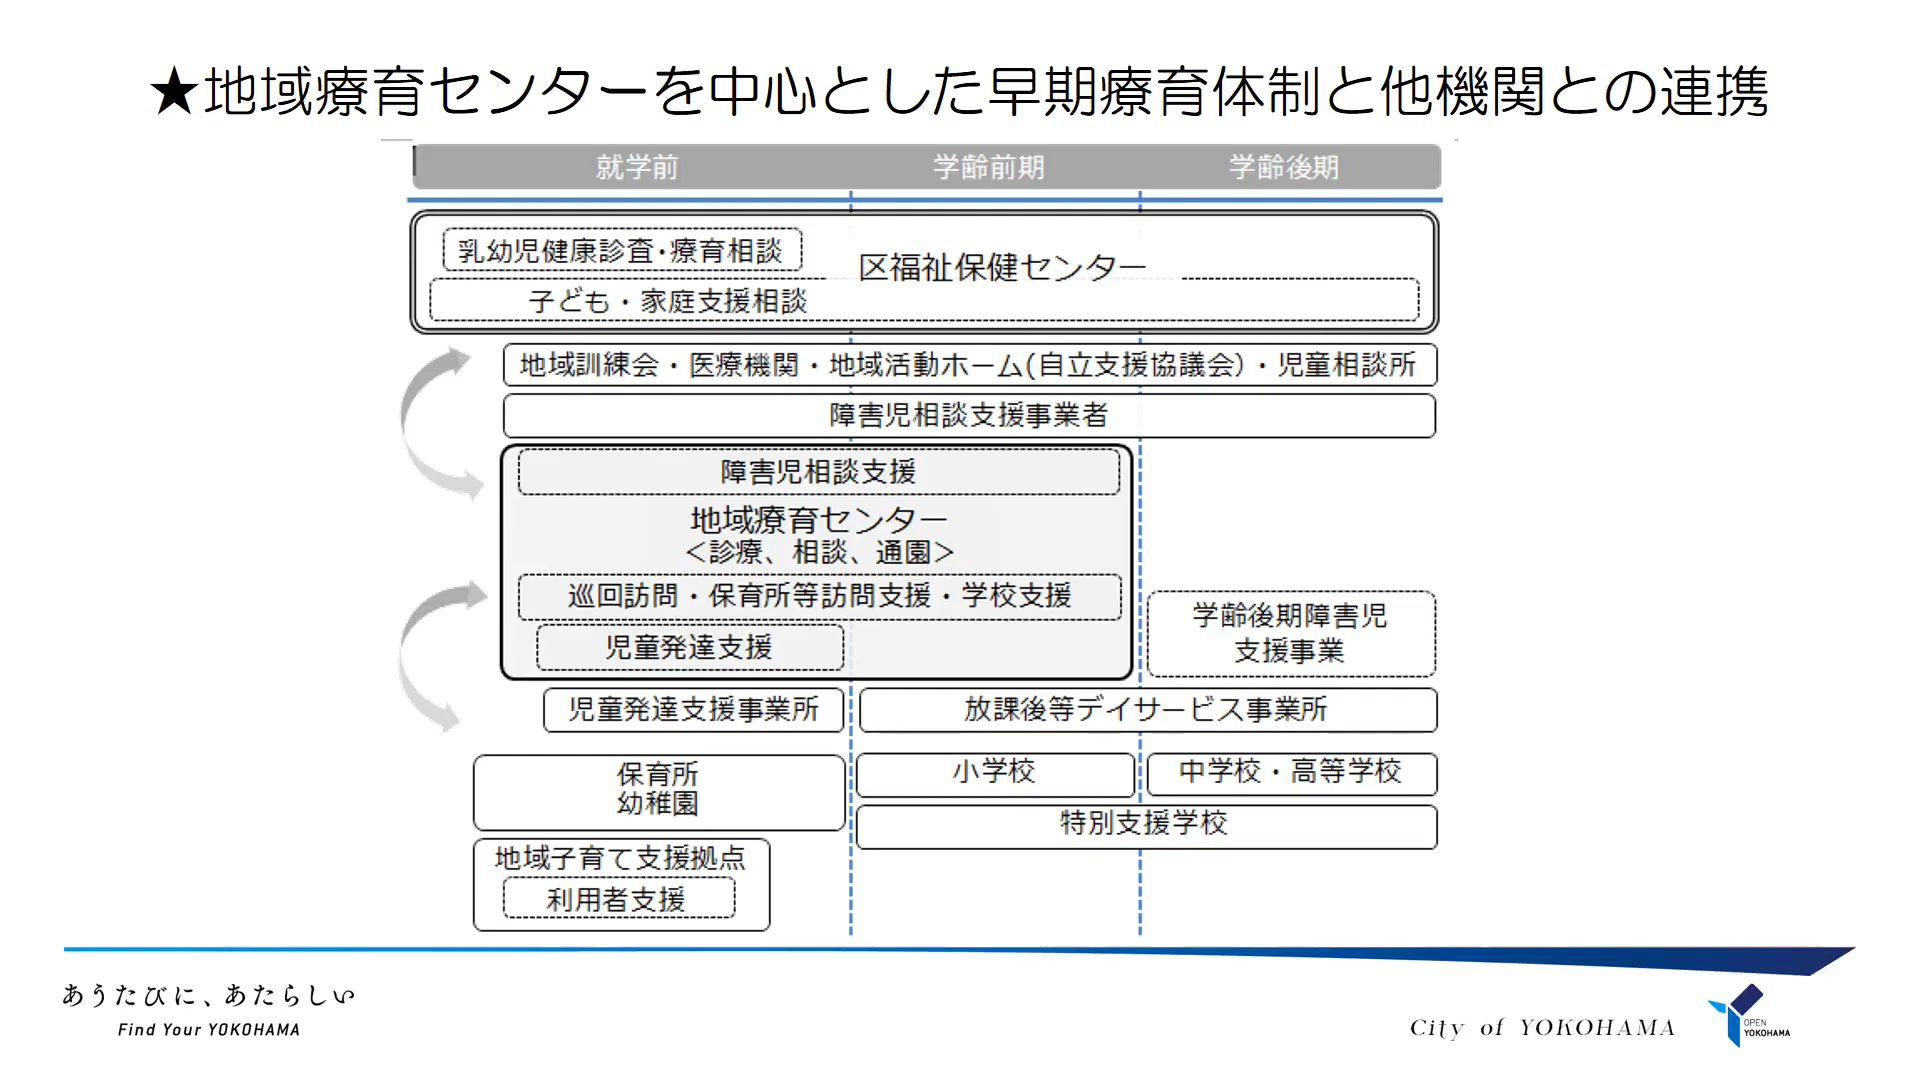 ★地域療育センターを中心とした早期療育体制と他機関との連携
就学前
学齢前期
学齢後期
乳幼児健康診査・療育相談
区福祉保健センター
子ども・家庭支援相談
地域訓練会・医療機関・地域活動ホーム(自立支援協議会)・児童相談所
障害児相談支援事業者
障害児相談支援
地域療育センター
＜診療、相談、通園＞
巡回訪問・保育所等訪問支援・学校支援
児童発達支援
学齢後期障害児
支援事業
児童発達支援事業所
放課後等デイサービス事業所
保育所
幼稚園
小学校
中学校・高等学校
特別支援学校
地域子育て支援拠点
利用者支援
あうたびに、あたらしい
Find Your YOKOHAMA
City of YOKOHAMA
OPEN
YOKOHAMA